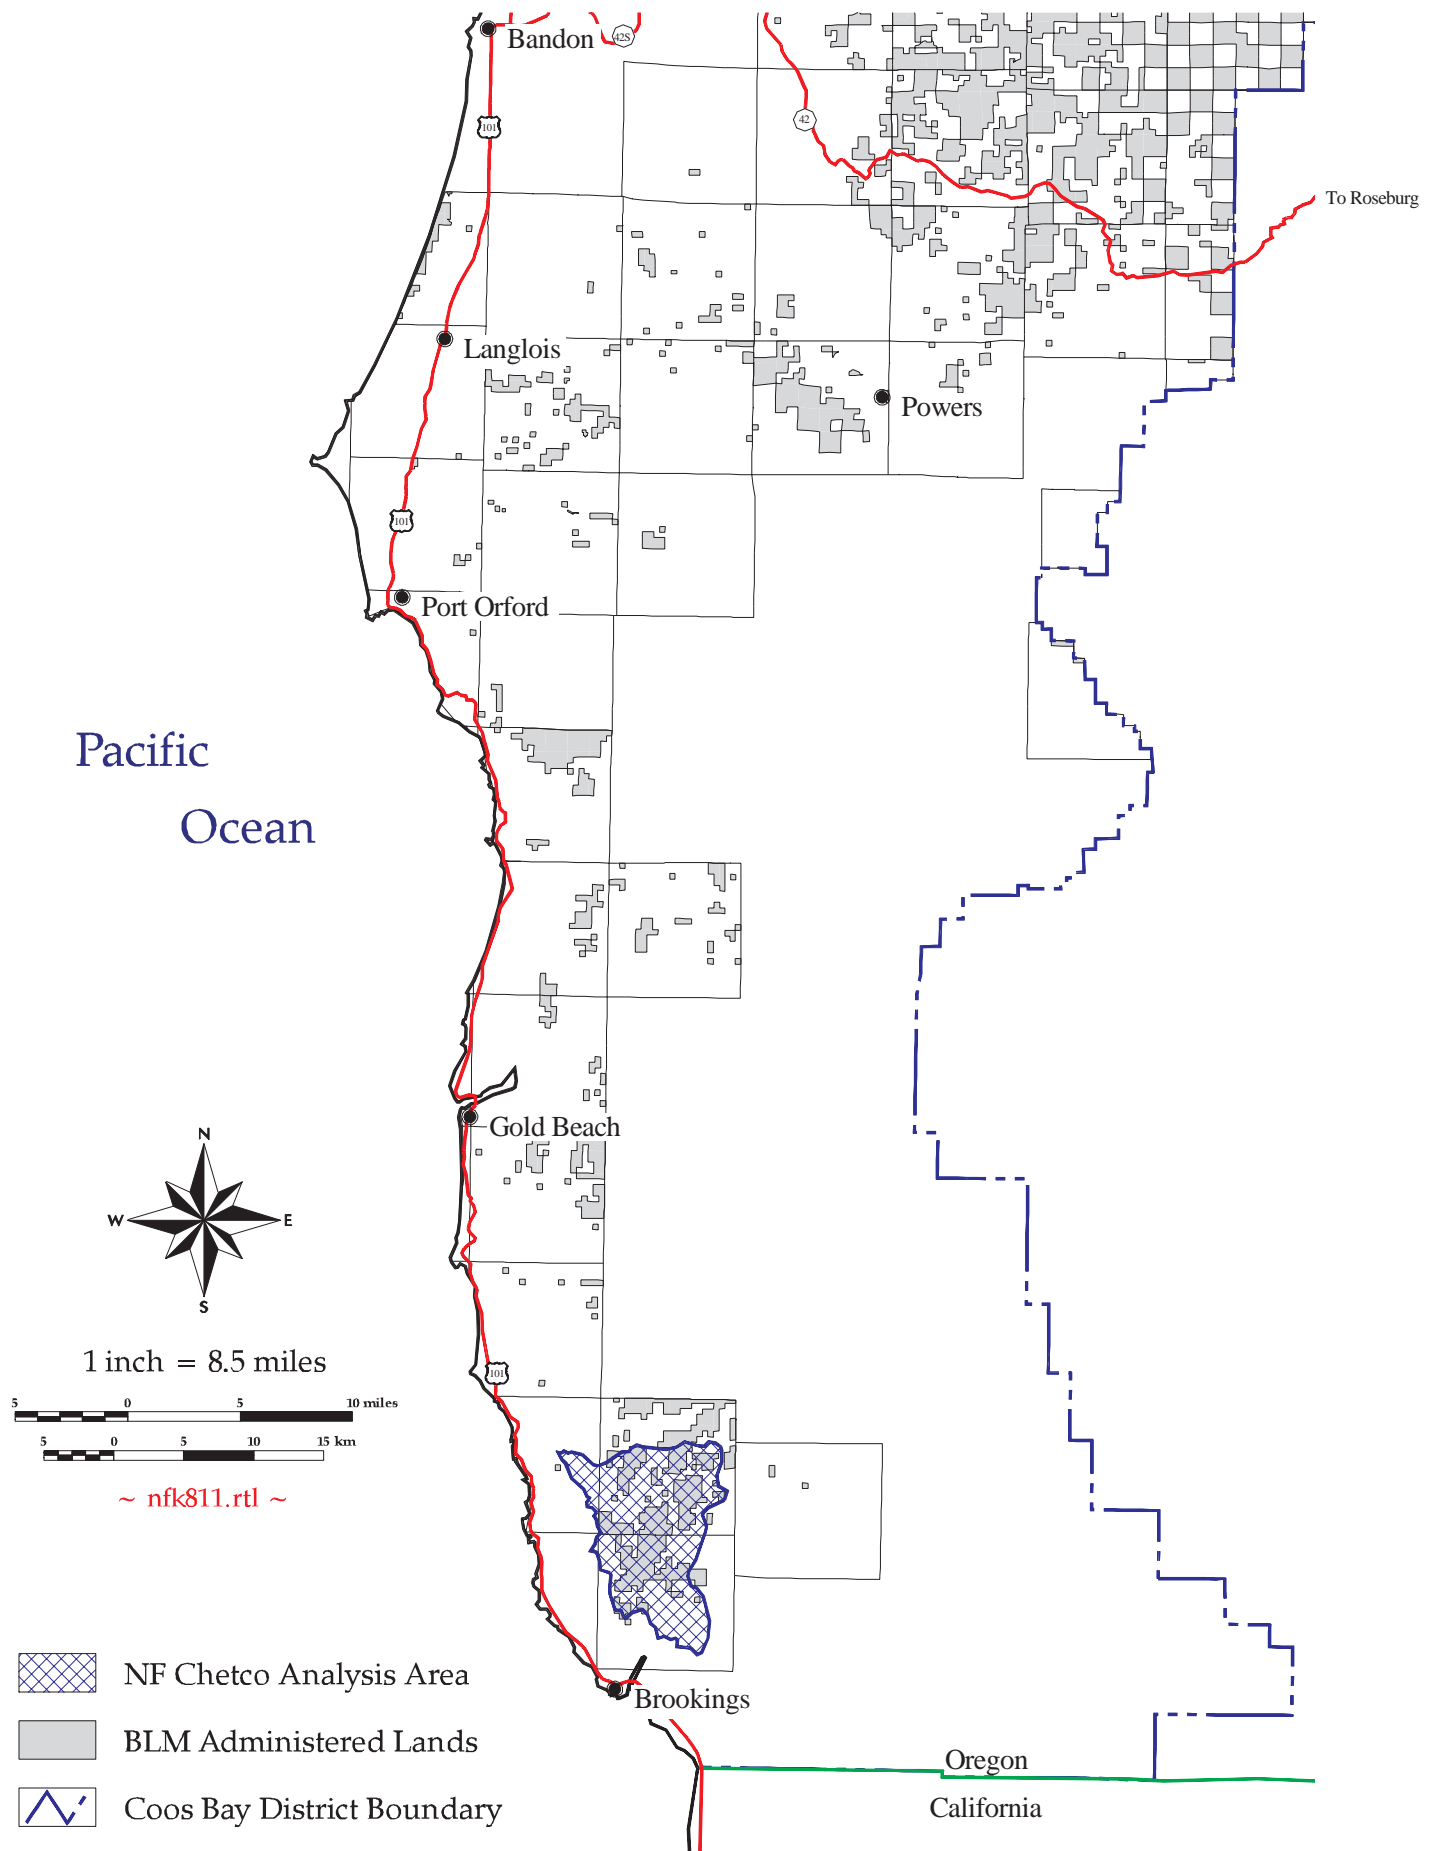 Bandon
42S
101
42
To Roseburg
Langlois
Powers
101
Port Orford
Pacific
Ocean
Gold Beach
N
W
E
S
1 inch = 8.5 miles
5 0 5 10 miles
5 0 5 10 15 km
~ nfk811.rtl ~
101
NF Chetco Analysis Area
BLM Administered Lands
Coos Bay District Boundary
Brookings
Oregon
California